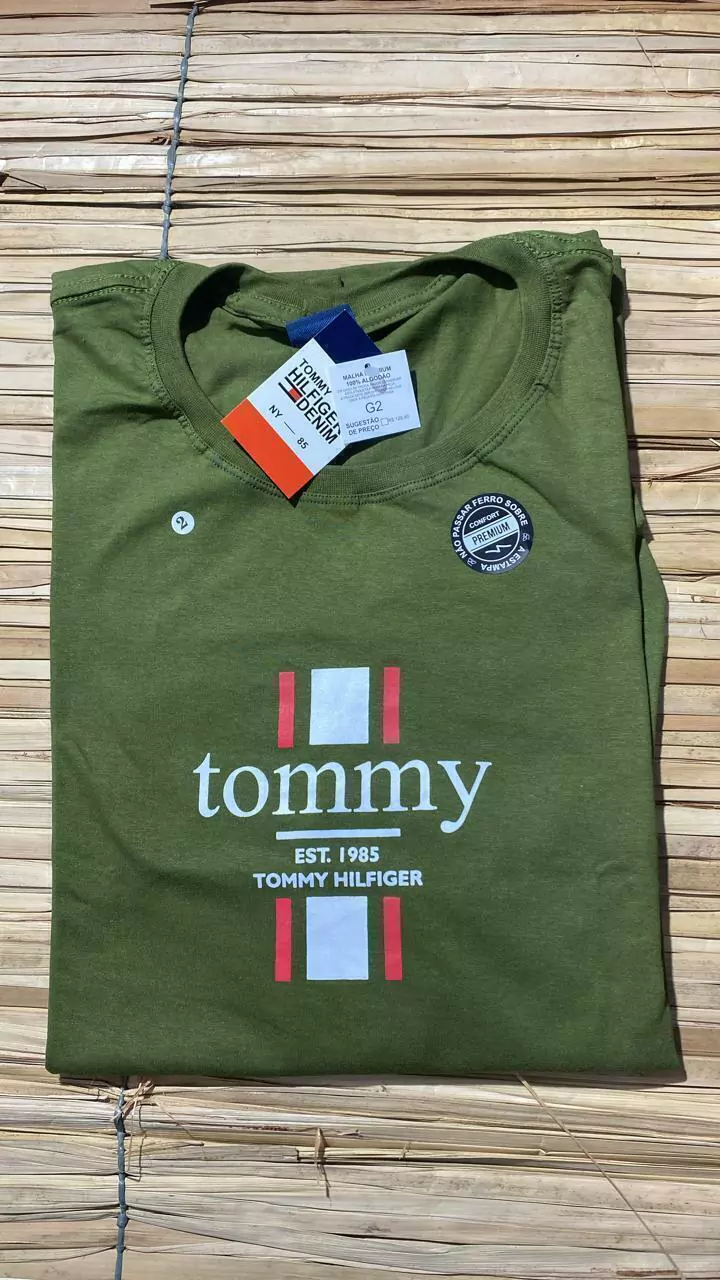 TOMMY
HILFIGER
DENIM
NY — 85
100% ALGODÃO
G2
SUGESTÃO
DE PREÇO
2
NÃO PASSAR FERRO SOBRE
A ESTAMPA
CONFORT
PREMIUM
tommy
EST. 1985
TOMMY HILFIGER